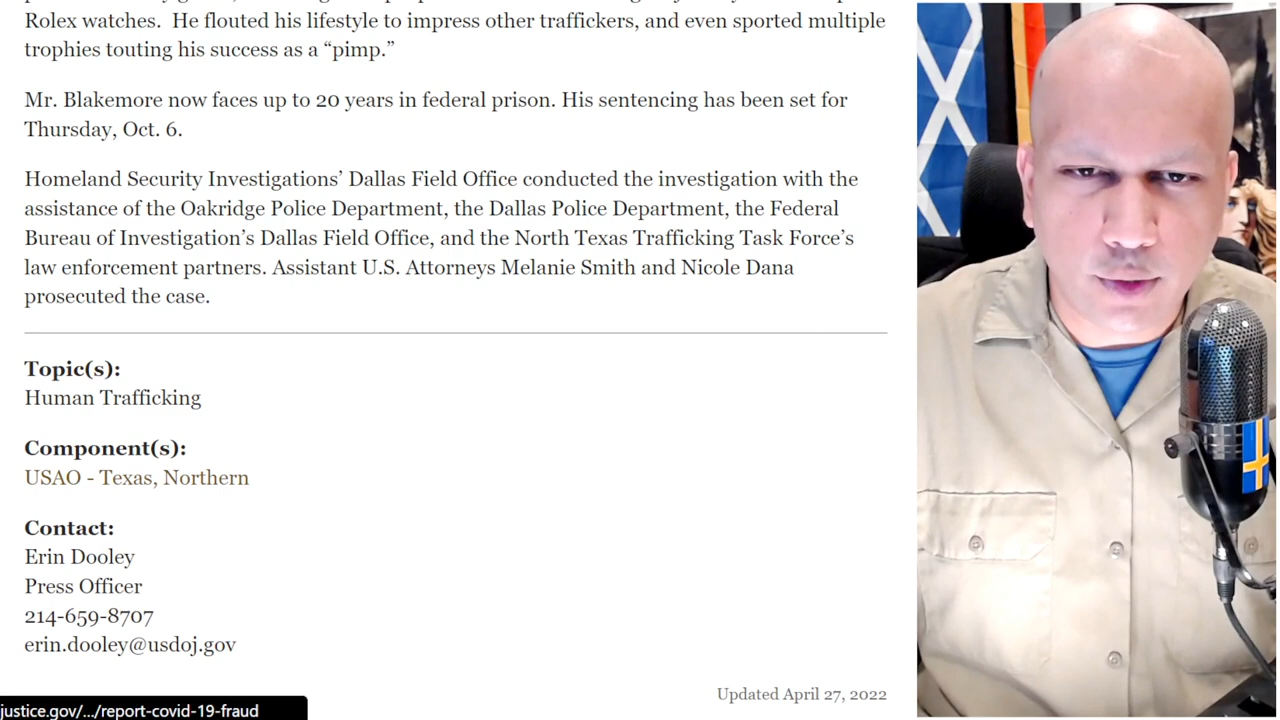 Rolex watches.  He flouted his lifestyle to impress other traffickers, and even sported multiple
trophies touting his success as a “pimp.”
Mr. Blakemore now faces up to 20 years in federal prison. His sentencing has been set for
Thursday, Oct. 6.
Homeland Security Investigations’ Dallas Field Office conducted the investigation with the
assistance of the Oakridge Police Department, the Dallas Police Department, the Federal
Bureau of Investigation’s Dallas Field Office, and the North Texas Trafficking Task Force’s
law enforcement partners. Assistant U.S. Attorneys Melanie Smith and Nicole Dana
prosecuted the case.
Topic(s):
Human Trafficking
Component(s):
USAO - Texas, Northern
Contact:
Erin Dooley
Press Officer
214-659-8707
erin.dooley@usdoj.gov
Updated April 27, 2022
justice.gov/.../report-covid-19-fraud